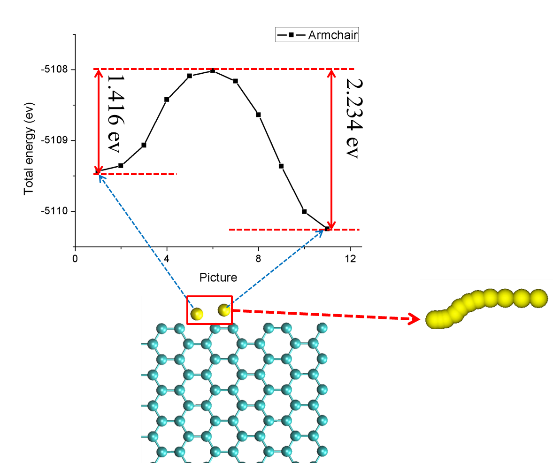 Armchair
-5108
-5109
-5110
Total energy (ev)
1.416 ev
2.234 ev
0
4
8
12
Picture